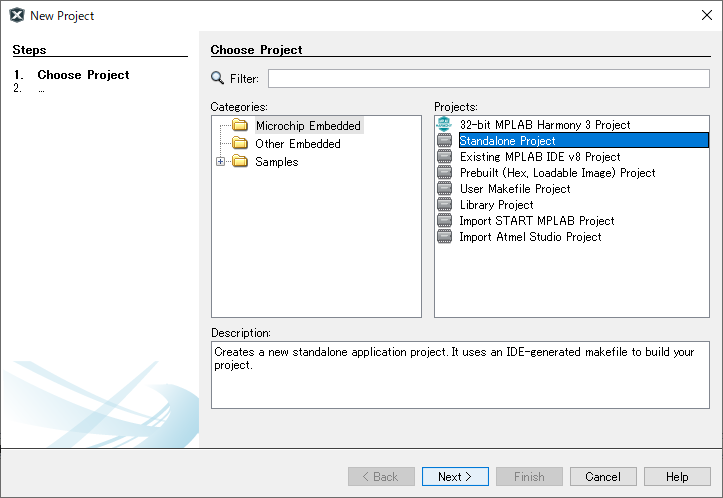 New Project
Steps
1. Choose Project
2. ...
Choose Project
Filter:
Categories:
Microchip Embedded
Other Embedded
Samples
Projects:
32-bit MPLAB Harmony 3 Project
Standalone Project
Existing MPLAB IDE v8 Project
Prebuilt (Hex, Loadable Image) Project
User Makefile Project
Library Project
Import START MPLAB Project
Import Atmel Studio Project
Description:
Creates a new standalone application project. It uses an IDE-generated makefile to build your
project.
< Back
Next >
Finish
Cancel
Help